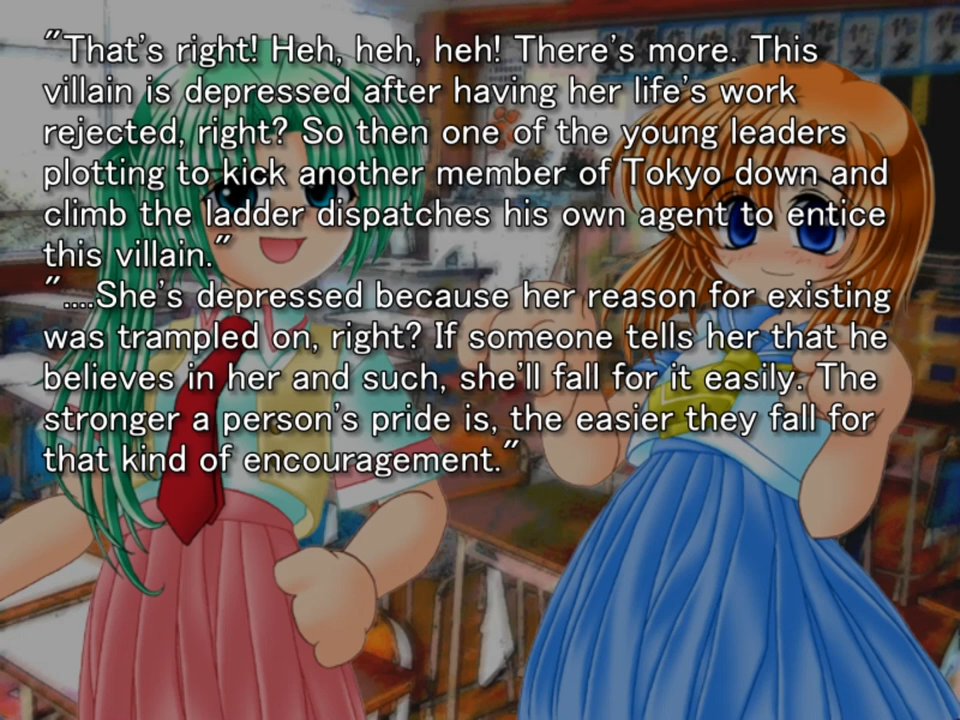 "That's right! Heh, heh, heh! There's more. This
villain is depressed after having her life's work
rejected, right? So then one of the young leaders
plotting to kick another member of Tokyo down and
climb the ladder dispatches his own agent to entice
this villain."
"....She's depressed because her reason for existing
was trampled on, right? If someone tells her that he
believes in her and such, she'll fall for it easily. The
stronger a person's pride is, the easier they fall for
that kind of encouragement."